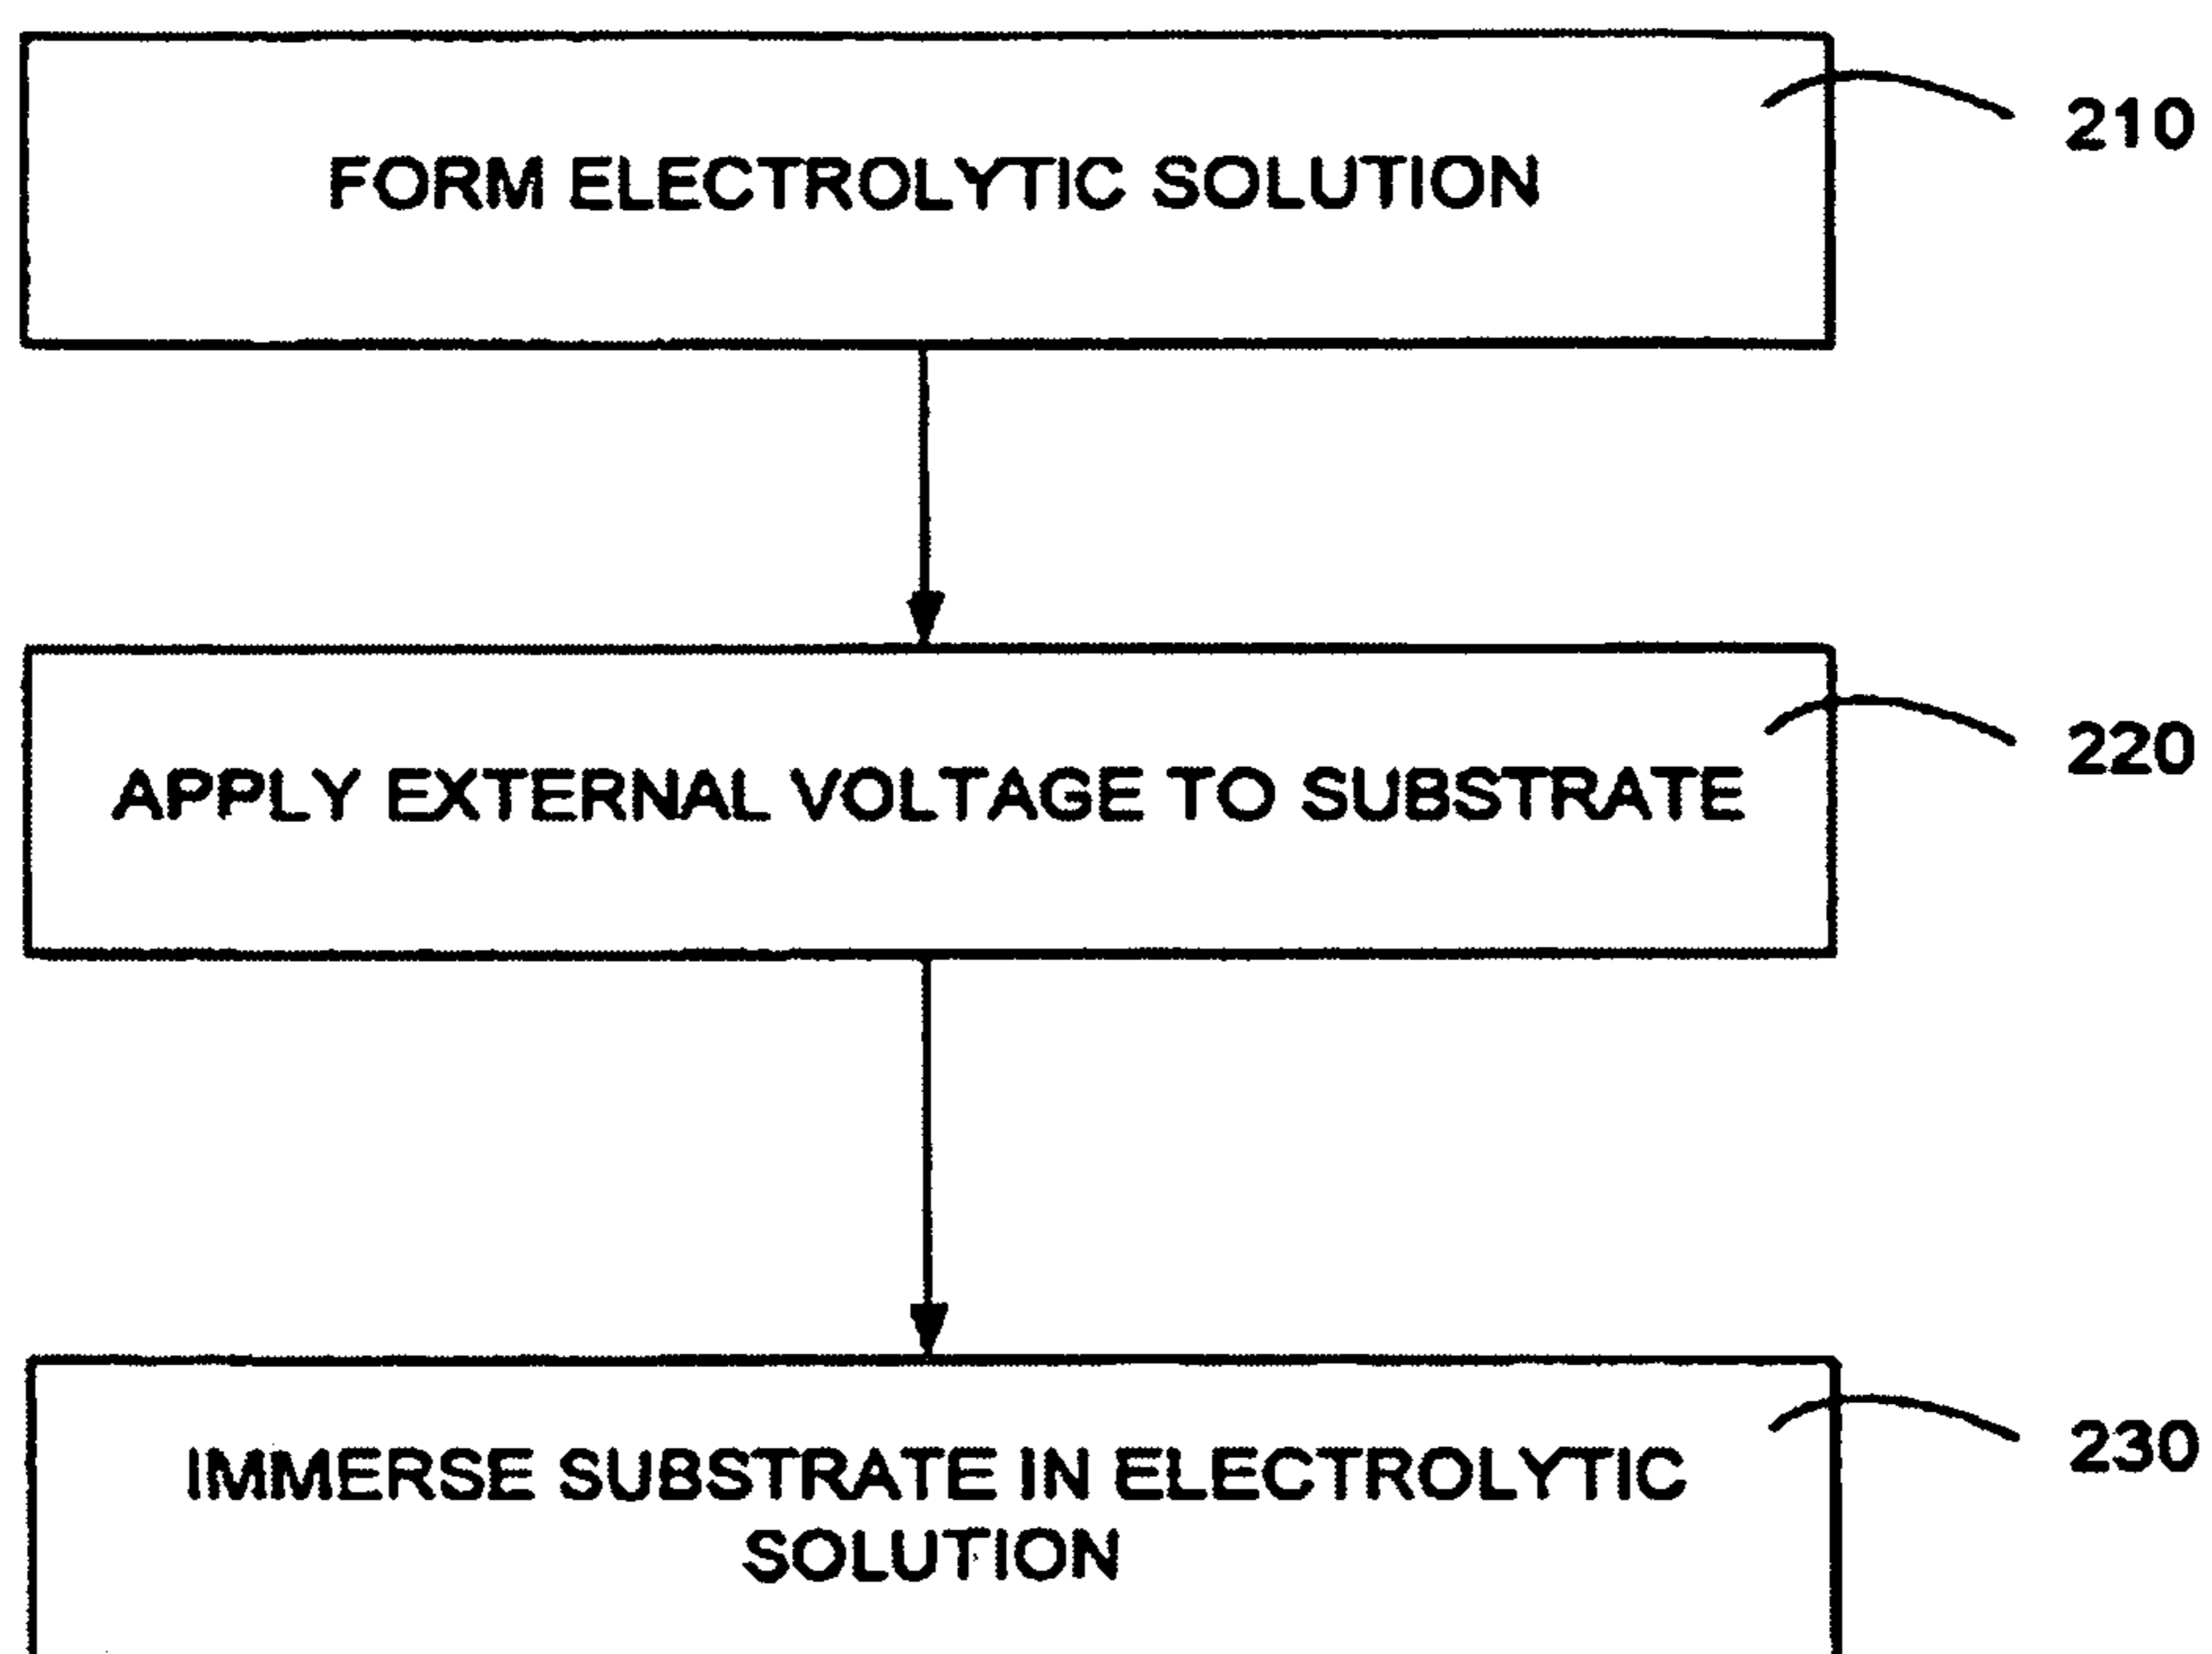 FORM ELECTROLYTIC SOLUTION
210
APPLY EXTERNAL VOLTAGE TO SUBSTRATE
220
IMMERSE SUBSTRATE IN ELECTROLYTIC
SOLUTION
230